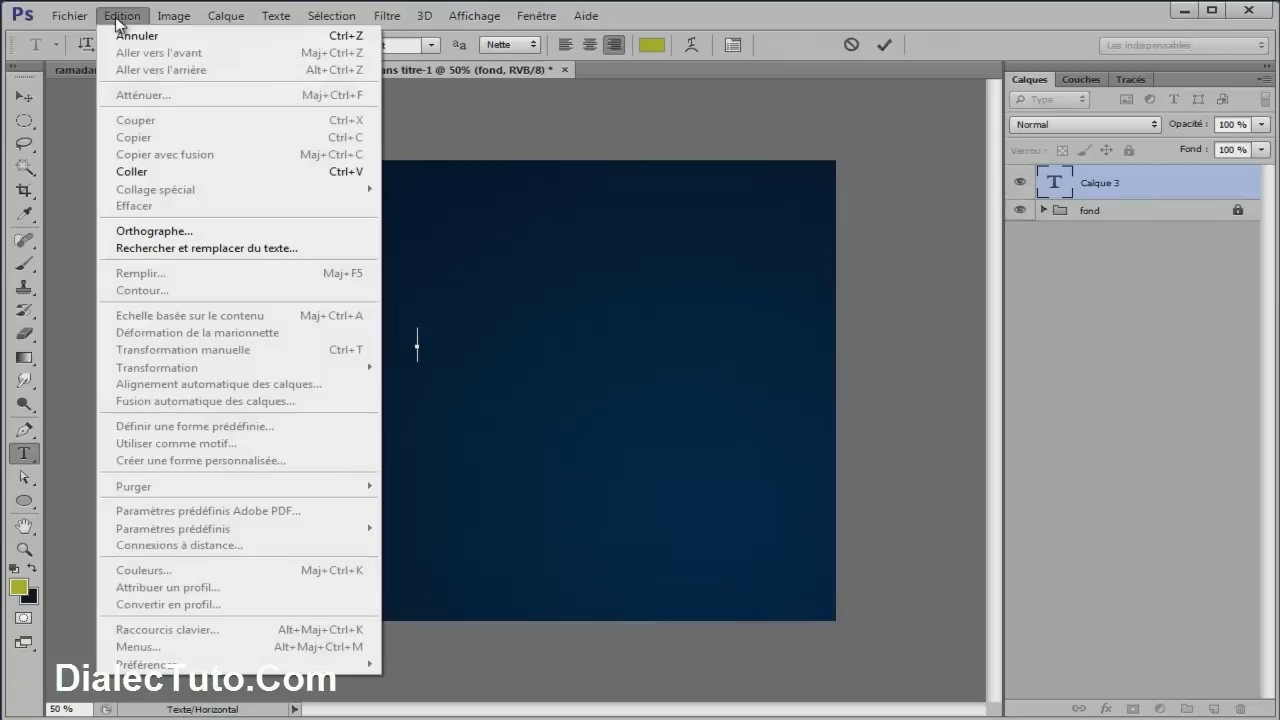 Ps Fichier Edition Image Calque Texte Sélection Filtre 3D Affichage Fenêtre Aide
T Nette Les indispensables
ans titre-1 @ 50% (fond, RVB/8) *
Annuler Ctrl+Z
Aller vers l'avant Maj+Ctrl+Z
Aller vers l'arrière Alt+Ctrl+Z
Atténuer... Maj+Ctrl+F
Couper Ctrl+X
Copier Ctrl+C
Copier avec fusion Maj+Ctrl+C
Coller Ctrl+V
Collage spécial
Effacer
Orthographe...
Rechercher et remplacer du texte...
Remplir... Maj+F5
Contour...
Echelle basée sur le contenu Maj+Ctrl+A
Déformation de la marionnette
Transformation manuelle Ctrl+T
Transformation
Alignement automatique des calques...
Fusion automatique des calques...
Définir une forme prédéfinie...
Utiliser comme motif...
Créer une forme personnalisée...
Purger
Paramètres prédéfinis Adobe PDF...
Paramètres prédéfinis
Connexions à distance...
Couleurs... Maj+Ctrl+K
Attribuer un profil...
Convertir en profil...
Raccourcis clavier... Alt+Maj+Ctrl+K
Menus... Alt+Maj+Ctrl+M
DialecTuto.Com
50 % Texte/Horizontal
Calques Couches Tracés
Type
Normal Opacité : 100 %
Verrou : Fond : 100 %
T Calque 3
fond
fx